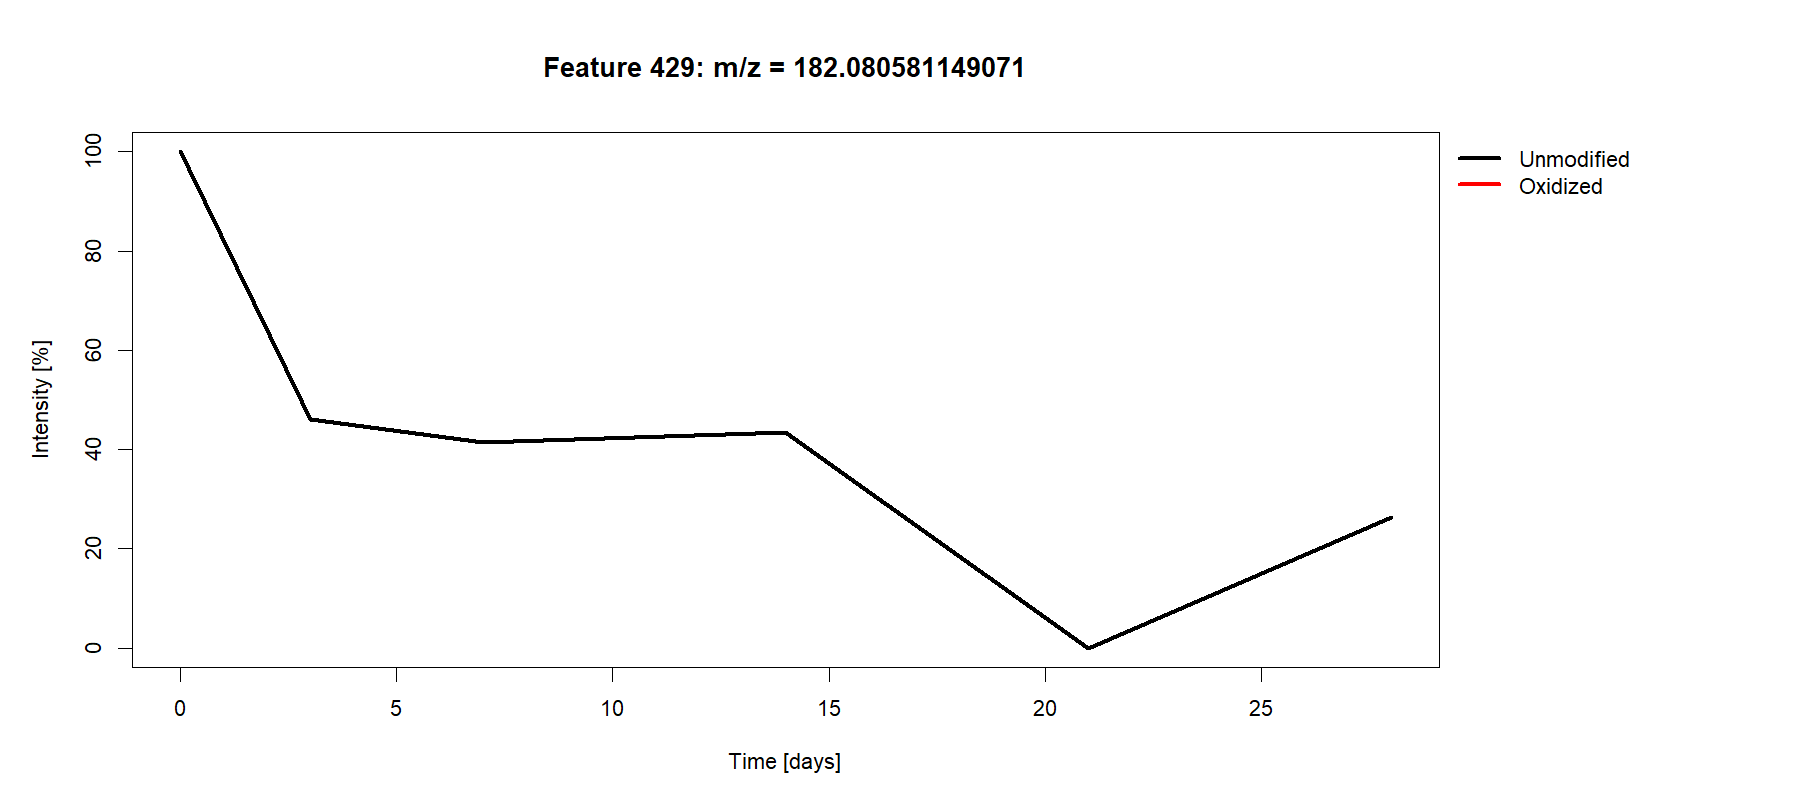 Feature 429: m/z = 182.080581149071
Unmodified
Oxidized
Intensity [%]
100
80
60
40
20
0
0 5 10 15 20 25
Time [days]